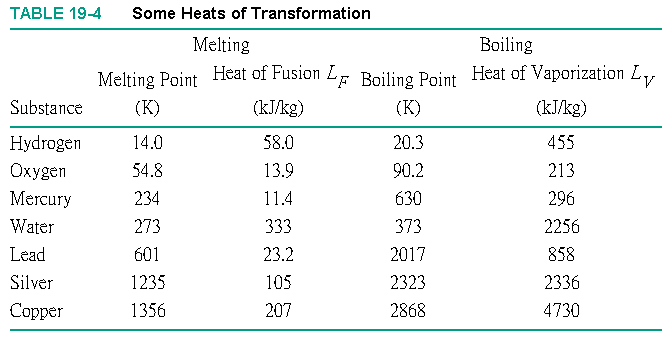 TABLE 19-4 Some Heats of Transformation
Melting Boiling
Melting Point Heat of Fusion L_F Boiling Point Heat of Vaporization L_V
Substance (K) (kJ/kg) (K) (kJ/kg)
Hydrogen 14.0 58.0 20.3 455
Oxygen 54.8 13.9 90.2 213
Mercury 234 11.4 630 296
Water 273 333 373 2256
Lead 601 23.2 2017 858
Silver 1235 105 2323 2336
Copper 1356 207 2868 4730